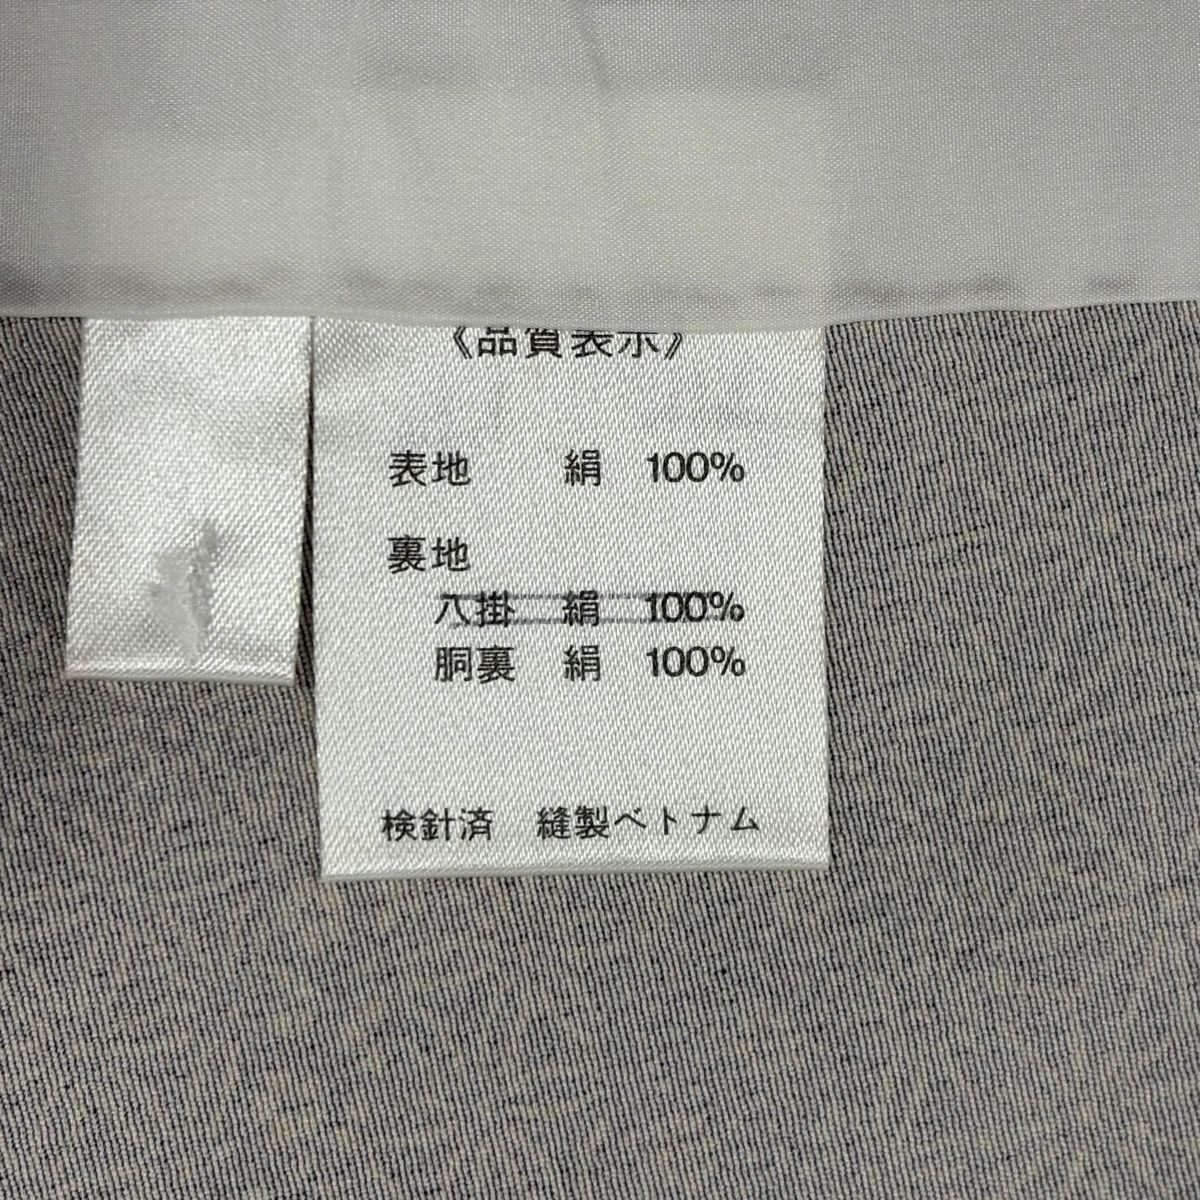 《品質表示》
表地 絹 100%
裏地
八掛 絹 100%
胴裏 絹 100%
検針済 縫製ベトナム